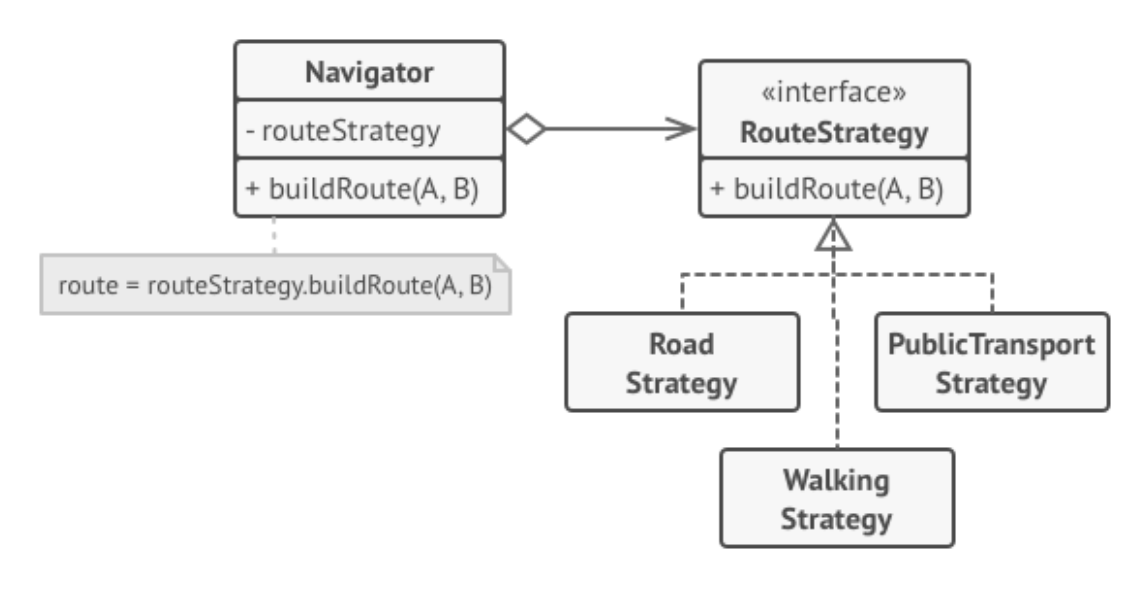 Navigator
- routeStrategy
+ buildRoute(A, B)
route = routeStrategy.buildRoute(A, B)
«interface»
RouteStrategy
+ buildRoute(A, B)
Road
Strategy
PublicTransport
Strategy
Walking
Strategy